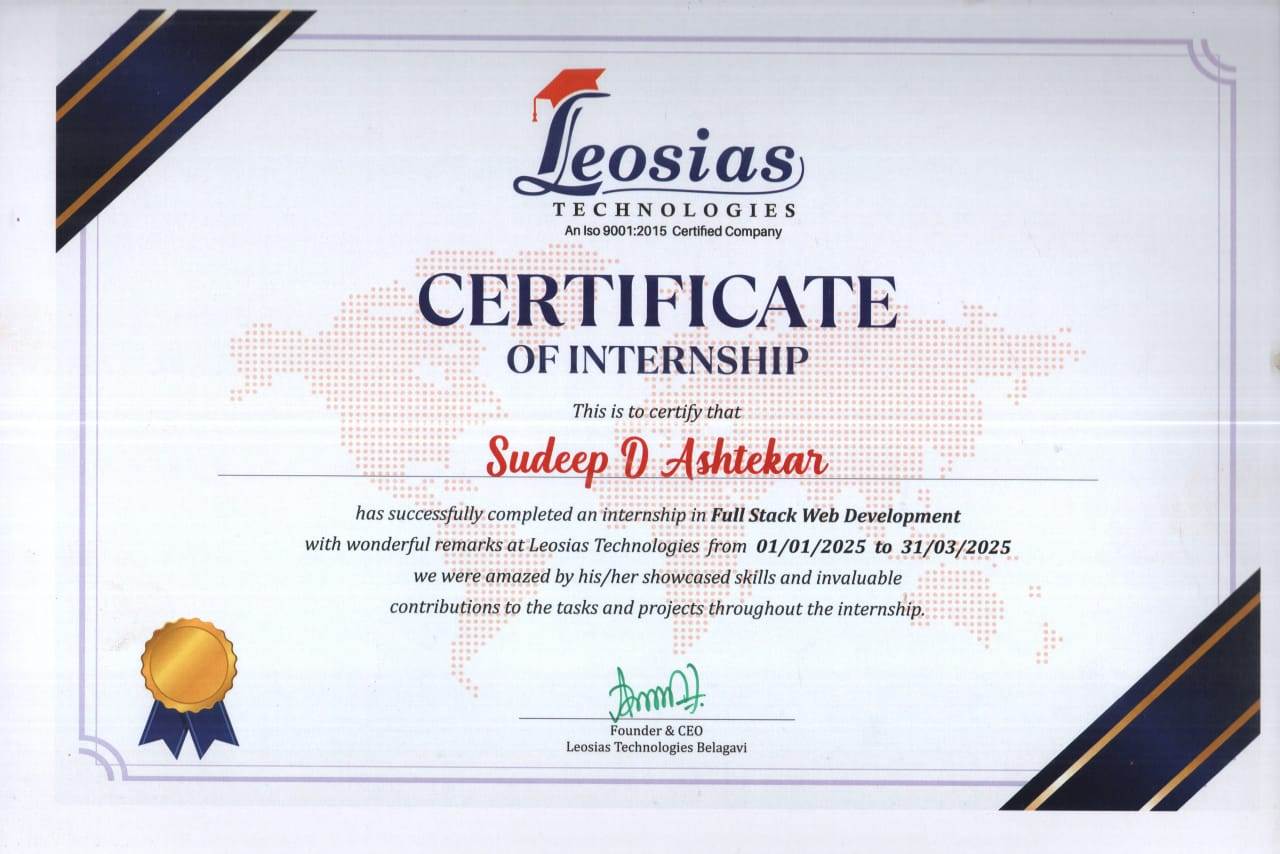 Leosias
TECHNOLOGIES
An Iso 9001:2015 Certified Company
CERTIFICATE
OF INTERNSHIP
This is to certify that
Sudeep D Ashtekar
has successfully completed an internship in Full Stack Web Development
with wonderful remarks at Leosias Technologies from 01/01/2025 to 31/03/2025
we were amazed by his/her showcased skills and invaluable
contributions to the tasks and projects throughout the internship.
Founder & CEO
Leosias Technologies Belagavi